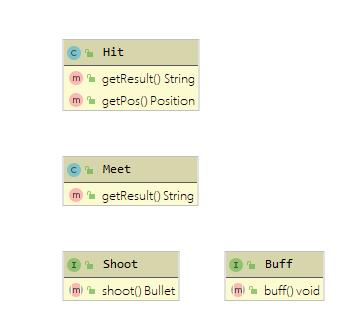 C Hit
m getResult() String
m getPos() Position
C Meet
m getResult() String
I Shoot
m shoot() Bullet
I Buff
m buff() void